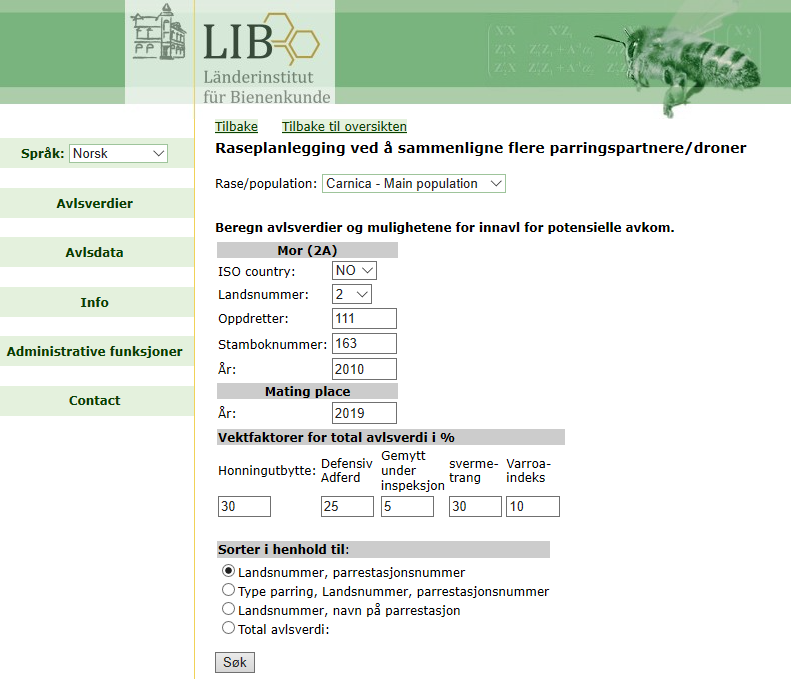 LIB
Länderinstitut
für Bienenkunde
Tilbake Tilbake til oversikten
Språk: Norsk
Raseplanlegging ved å sammenligne flere parringspartnere/droner
Rase/population: Carnica - Main population
Avlsverdier
Avlsdata
Info
Administrative funksjoner
Contact
Beregn avlsverdier og mulighetene for innavl for potensielle avkom.
Mor (2A)
ISO country: NO
Landsnummer: 2
Oppdretter: 111
Stamboknummer: 163
År: 2010
Mating place
År: 2019
Vektfaktorer for total avlsverdi i %
Honningutbytte: Defensiv Adferd Gemytt under inspeksjon sverme-trang Varroa-indeks
30 25 5 30 10
Sorter i henhold til:
Landsnummer, parrestasjonsnummer
Type parring, Landsnummer, parrestasjonsnummer
Landsnummer, navn på parrestasjon
Total avlsverdi:
Søk